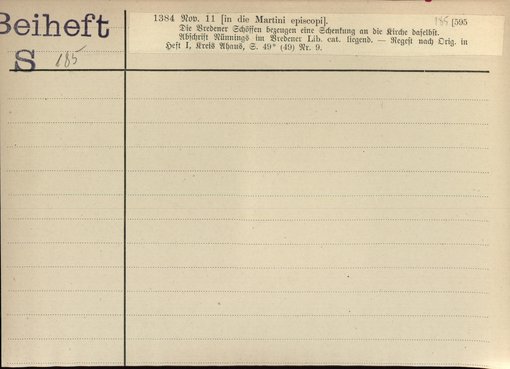 Beiheft
S 185
1384 Nov. 11 [in die Martini episcopi]. 185 [595
Die Vredener Schöffen bezeugen eine Schenkung an die Kirche daselbst.
Abschrift Nünnings im Vredener Lib. cat. liegend. — Regest nach Orig. in
Heft I, Kreis Ahaus, S. 49* (49) Nr. 9.